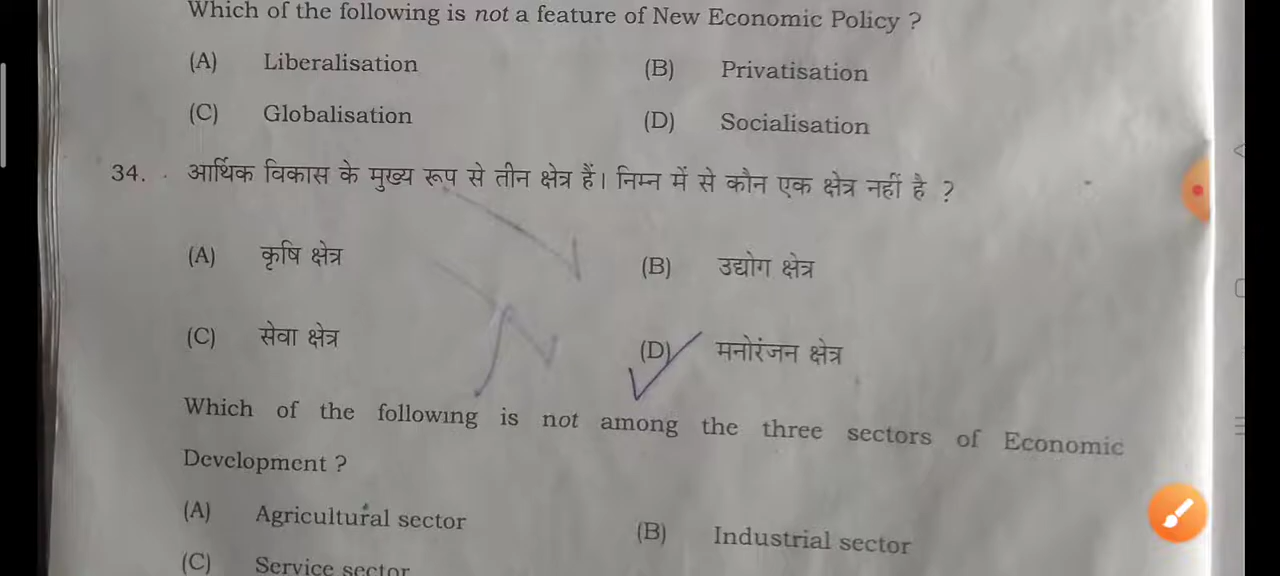 Which of the following is not a feature of New Economic Policy ?
(A) Liberalisation (B) Privatisation
(C) Globalisation (D) Socialisation
34. आर्थिक विकास के मुख्य रूप से तीन क्षेत्र हैं। निम्न में से कौन एक क्षेत्र नहीं है ?
(A) कृषि क्षेत्र (B) उद्योग क्षेत्र
(C) सेवा क्षेत्र (D) मनोरंजन क्षेत्र
Which of the following is not among the three sectors of Economic
Development ?
(A) Agricultural sector (B) Industrial sector
(C) Service sector